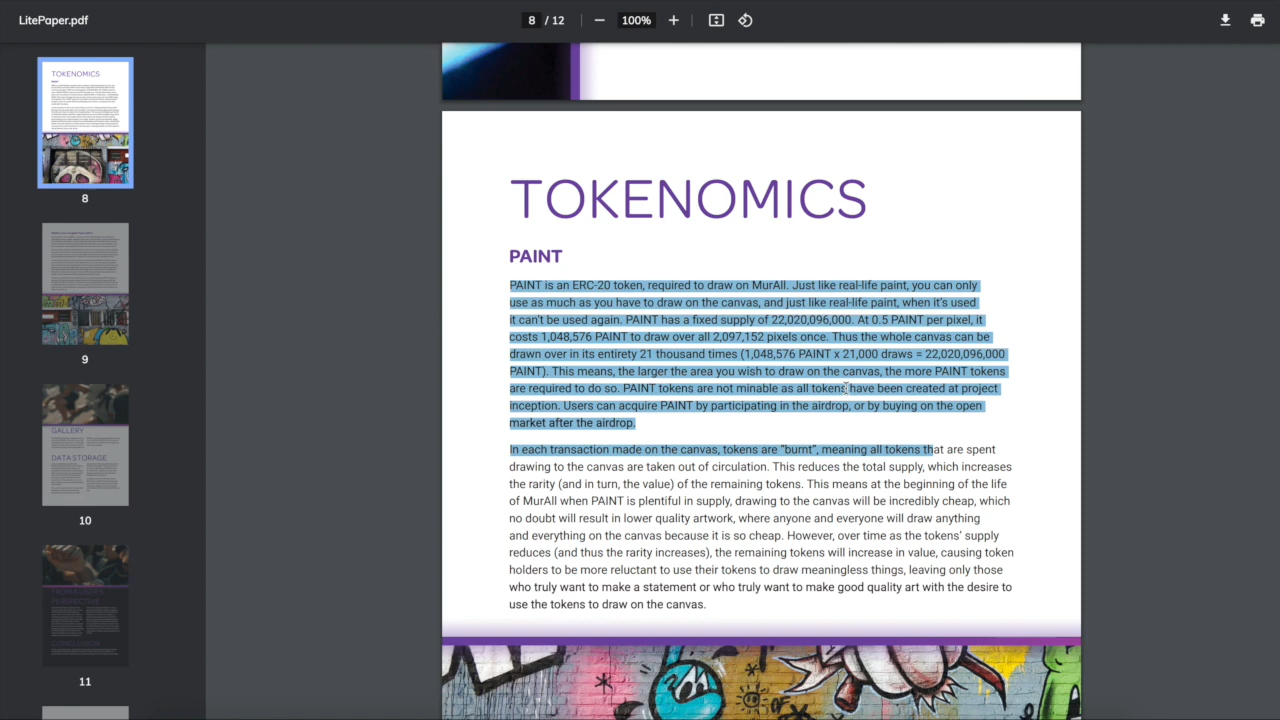 LitePaper.pdf
8 / 12
100%
TOKENOMICS
8
9
GALLERY
DATA STORAGE
10
CONCLUSION
11
TOKENOMICS
PAINT
PAINT is an ERC-20 token, required to draw on MurAll. Just like real-life paint, you can only
use as much as you have to draw on the canvas, and just like real-life paint, when it's used
it can't be used again. PAINT has a fixed supply of 22,020,096,000. At 0.5 PAINT per pixel, it
costs 1,048,576 PAINT to draw over all 2,097,152 pixels once. Thus the whole canvas can be
drawn over in its entirety 21 thousand times (1,048,576 PAINT x 21,000 draws = 22,020,096,000
PAINT). This means, the larger the area you wish to draw on the canvas, the more PAINT tokens
are required to do so. PAINT tokens are not minable as all tokens have been created at project
inception. Users can acquire PAINT by participating in the airdrop, or by buying on the open
market after the airdrop.
In each transaction made on the canvas, tokens are "burnt", meaning all tokens that are spent
drawing to the canvas are taken out of circulation. This reduces the total supply, which increases
the rarity (and in turn, the value) of the remaining tokens. This means at the beginning of the life
of MurAll when PAINT is plentiful in supply, drawing to the canvas will be incredibly cheap, which
no doubt will result in lower quality artwork, where anyone and everyone will draw anything
and everything on the canvas because it is so cheap. However, over time as the tokens' supply
reduces (and thus the rarity increases), the remaining tokens will increase in value, causing token
holders to be more reluctant to use their tokens to draw meaningless things, leaving only those
who truly want to make a statement or who truly want to make good quality art with the desire to
use the tokens to draw on the canvas.